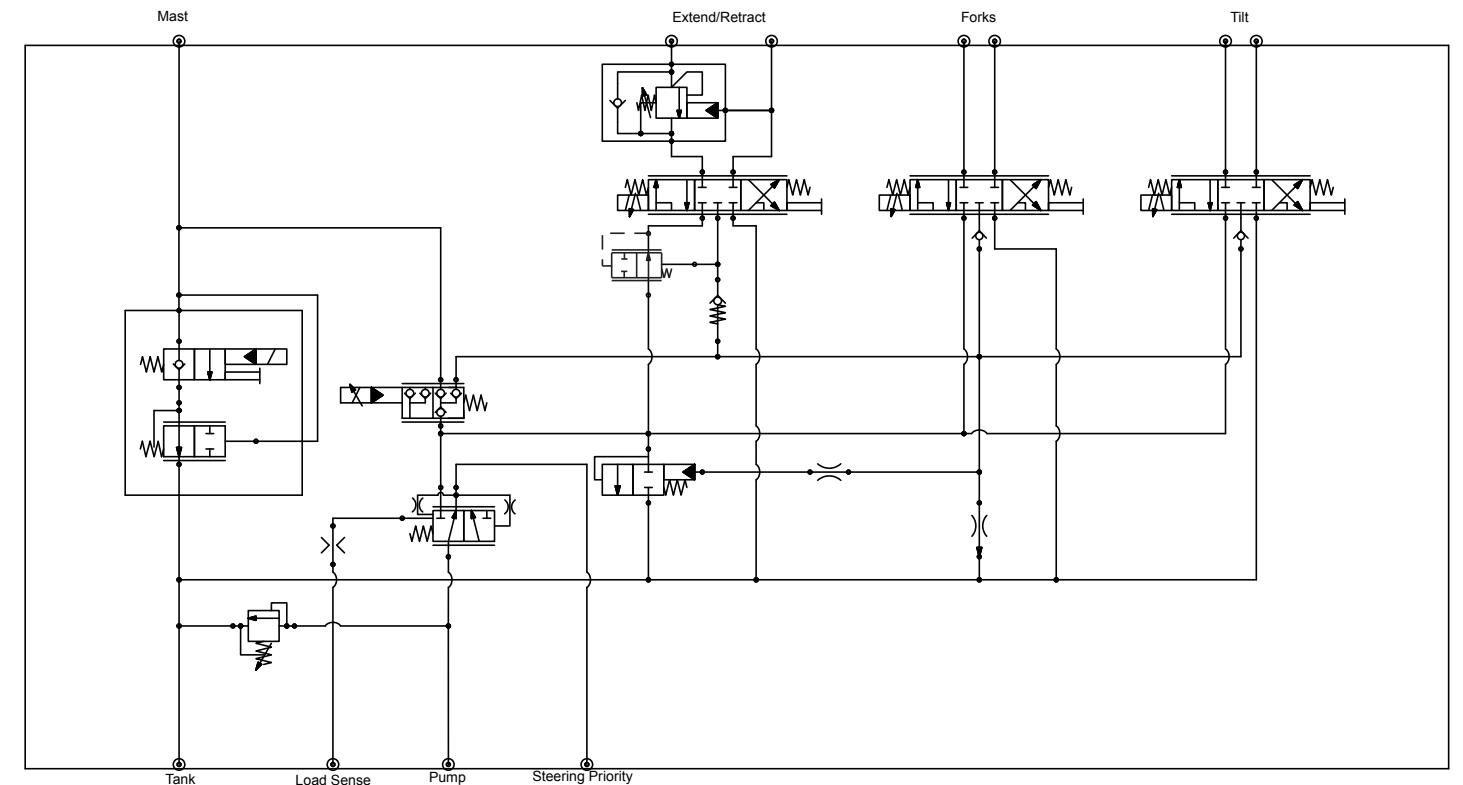 Mast
Extend/Retract
Forks
Tilt
Tank
Load Sense
Pump
Steering Priority